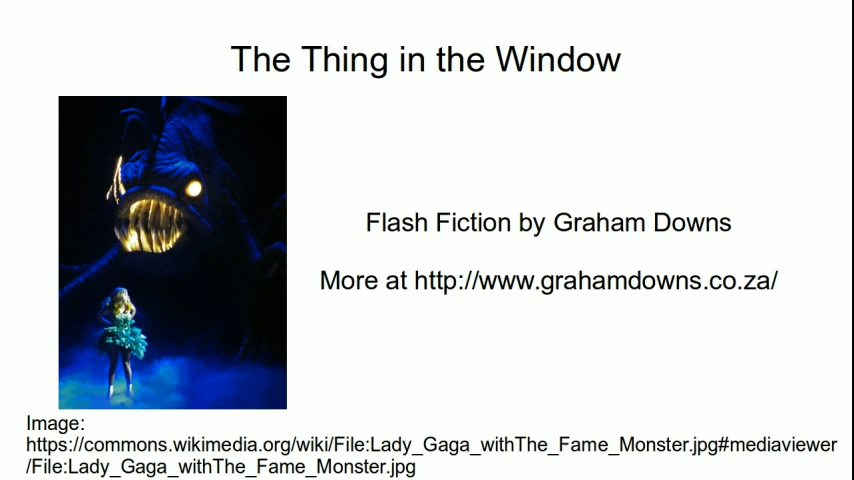 The Thing in the Window
Flash Fiction by Graham Downs
More at http://www.grahamdowns.co.za/
Image:
https://commons.wikimedia.org/wiki/File:Lady_Gaga_withThe_Fame_Monster.jpg#mediaviewer
/File:Lady_Gaga_withThe_Fame_Monster.jpg